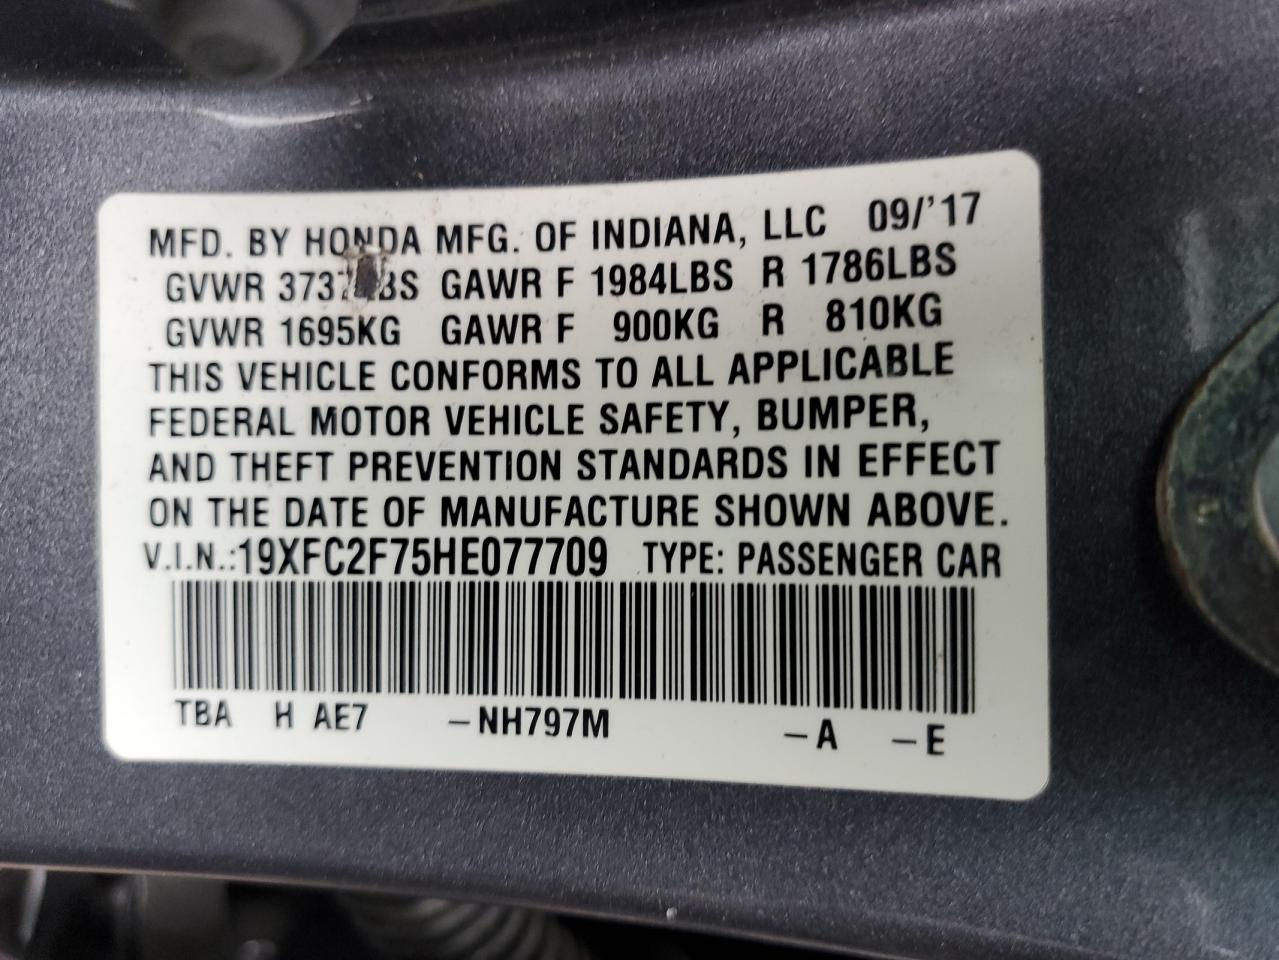 MFD. BY HONDA MFG. OF INDIANA, LLC 09/'17
GVWR GAWR F 1984LBS R 1786LBS
GVWR 1695KG GAWR F 900KG R 810KG
THIS VEHICLE CONFORMS TO ALL APPLICABLE
FEDERAL MOTOR VEHICLE SAFETY, BUMPER,
AND THEFT PREVENTION STANDARDS IN EFFECT
ON THE DATE OF MANUFACTURE SHOWN ABOVE.
V.I.N.:19XFC2F75HE077709 TYPE: PASSENGER CAR
TBA H AE7 –NH797M –A –E